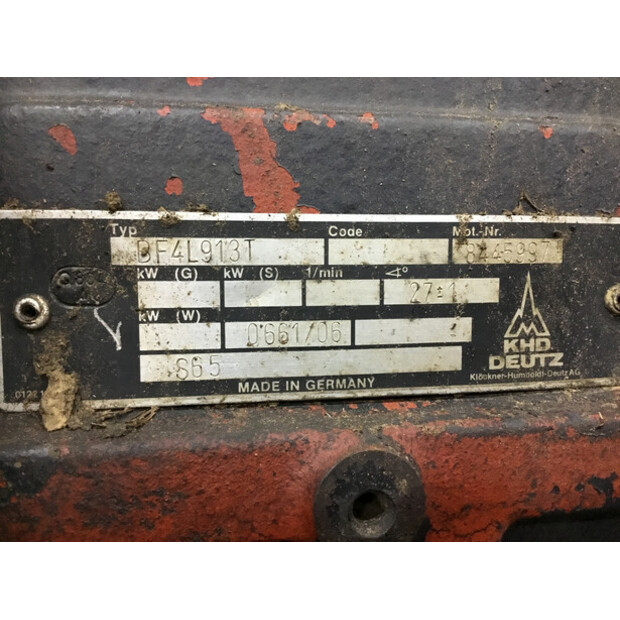 Typ Code Mot.-Nr.
BF4L913T 8445997
kW (G) kW (S) 1/min ∢°
27±1
kW (W) 0661/06
S65
KHD
DEUTZ
Klöckner-Humboldt-Deutz AG
MADE IN GERMANY